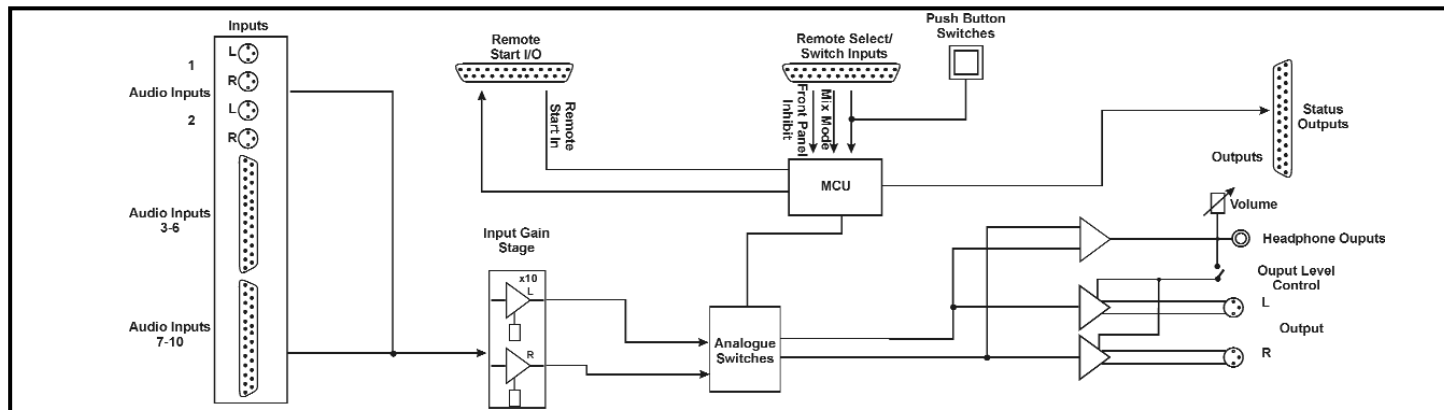 Inputs
L
1
R
Audio Inputs
L
2
R
Audio Inputs
3-6
Audio Inputs
7-10
Remote
Start I/O
Remote
Start In
Remote Select/
Switch Inputs
Front Panel
Inhibit
Mix Mode
Push Button
Switches
MCU
Status
Outputs
Outputs
Input Gain
Stage
x10
L
R
Analogue
Switches
Volume
Headphone Ouputs
Ouput Level
Control
L
Output
R